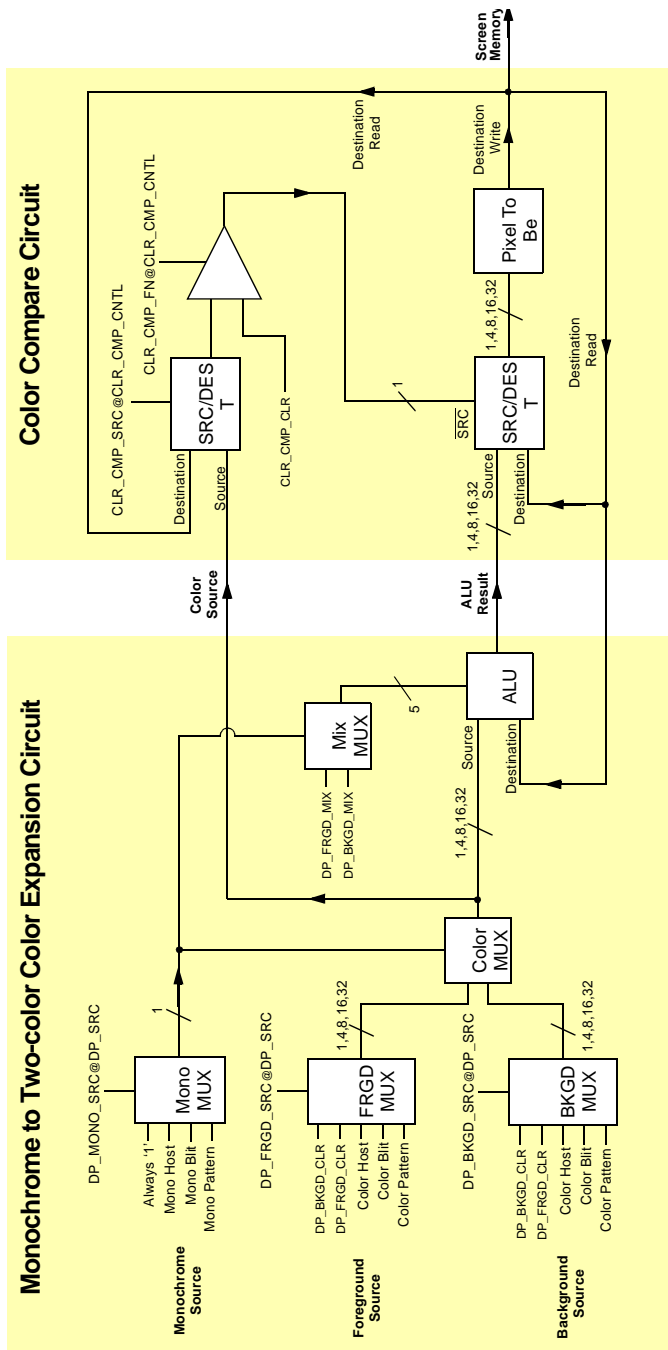 Monochrome to Two-color Color Expansion Circuit
DP_MONO_SRC@DP_SRC
Always '1'
Mono Host
Mono Blit
Mono Pattern
Monochrome
Source
Mono
MUX
1
DP_FRGD_SRC@DP_SRC
DP_BKGD_CLR
DP_FRGD_CLR
Color Host
Color Blit
Color Pattern
Foreground
Source
FRGD
MUX
1,4,8,16,32
DP_BKGD_SRC@DP_SRC
DP_BKGD_CLR
DP_FRGD_CLR
Color Host
Color Blit
Color Pattern
Background
Source
BKGD
MUX
1,4,8,16,32
Color
MUX
DP_FRGD_MIX
DP_BKGD_MIX
Mix
MUX
5
1,4,8,16,32
Source
Destination
ALU
Color
Source
ALU
Result
Color Compare Circuit
CLR_CMP_SRC@CLR_CMP_CNTL
CLR_CMP_FN@CLR_CMP_CNTL
Destination
Source
SRC/DES
T
CLR_CMP_CLR
1
SRC
1,4,8,16,32
Source
Destination
SRC/DES
T
1,4,8,16,32
Pixel To
Be
Destination
Read
Destination
Write
Destination
Read
Screen
Memory